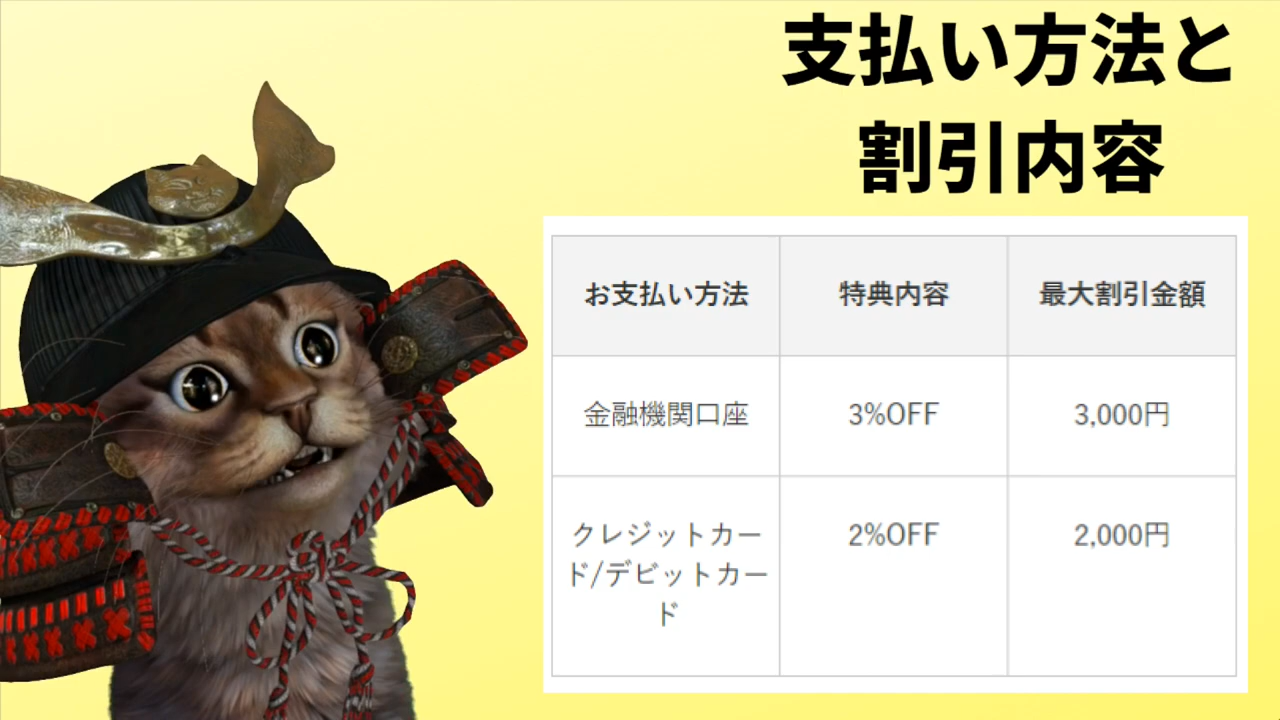 支払い方法と
割引内容
お支払い方法 特典内容 最大割引金額
金融機関口座 3%OFF 3,000円
クレジットカー 2%OFF 2,000円
ド/デビットカー
ド